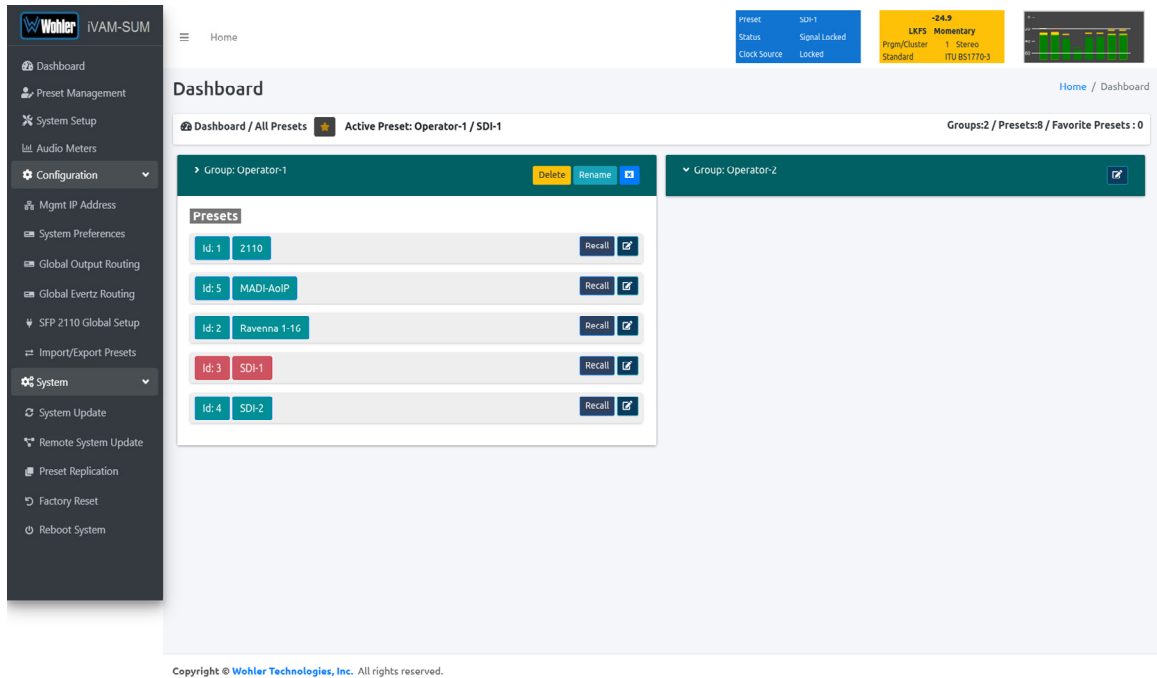 Wohler iVAM-SUM
Dashboard
Preset Management
System Setup
Audio Meters
Configuration
Mgmt IP Address
System Preferences
Global Output Routing
Global Evertz Routing
SFP 2110 Global Setup
Import/Export Presets
System
System Update
Remote System Update
Preset Replication
Factory Reset
Reboot System
Home
Preset SDI-1
Status Signal Locked
Clock Source Locked
-24.9
LKFS Momentary
Prgm/Cluster 1 Stereo
Standard ITU BS1770-3
Dashboard
Home / Dashboard
Dashboard / All Presets Active Preset: Operator-1 / SDI-1
Groups:2 / Presets:8 / Favorite Presets : 0
Group: Operator-1 Delete Rename
Presets
Id: 1 2110 Recall
Id: 5 MADI-AoIP Recall
Id: 2 Ravenna 1-16 Recall
Id: 3 SDI-1 Recall
Id: 4 SDI-2 Recall
Group: Operator-2
Copyright © Wohler Technologies, Inc. All rights reserved.